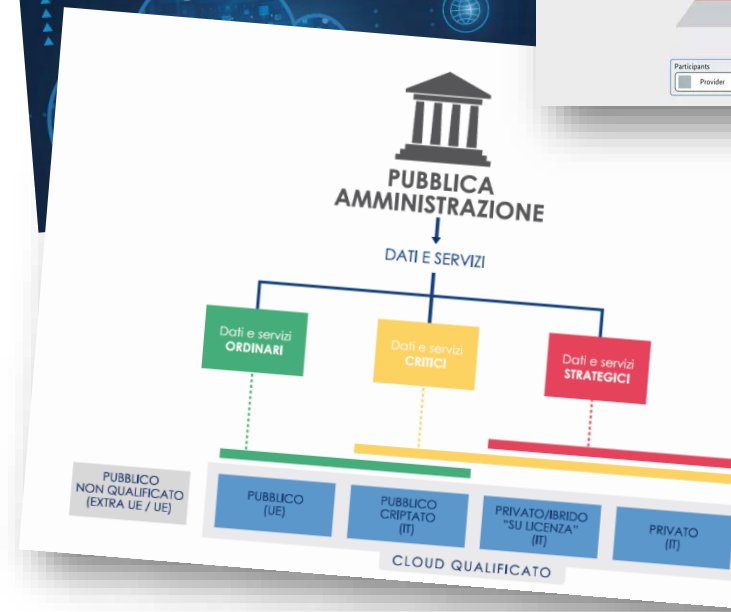 Participants
Provider
PUBBLICA
AMMINISTRAZIONE
DATI E SERVIZI
Dati e servizi
ORDINARI
Dati e servizi
CRITICI
Dati e servizi
STRATEGICI
PUBBLICO
NON QUALIFICATO
(EXTRA UE / UE)
PUBBLICO
(UE)
PUBBLICO
CRIPTATO
(IT)
PRIVATO/IBRIDO
"SU LICENZA"
(IT)
PRIVATO
(IT)
CLOUD QUALIFICATO